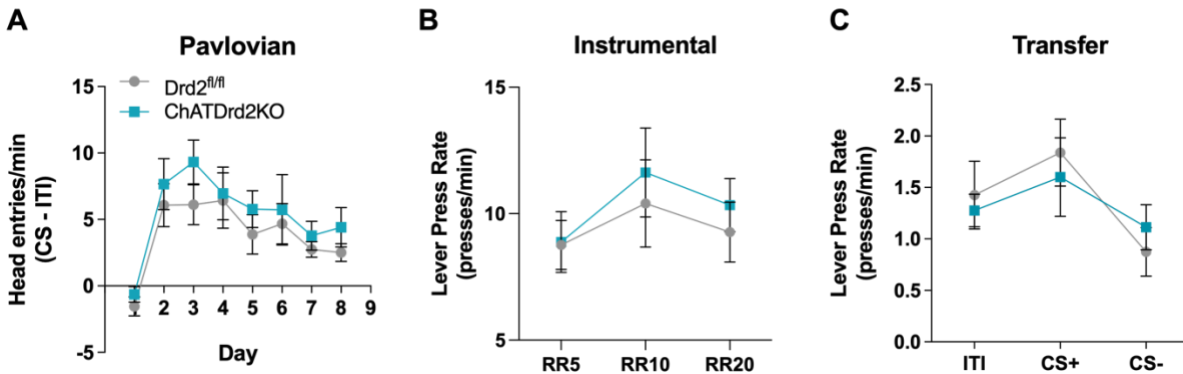 A
Pavlovian
Drd2fl/fl
ChATDrd2KO
Head entries/min
(CS - ITI)
15
10
5
0
-5
2 3 4 5 6 7 8 9
Day
B
Instrumental
Lever Press Rate
(presses/min)
15
10
5
RR5 RR10 RR20
C
Transfer
Lever Press Rate
(presses/min)
2.5
2.0
1.5
1.0
0.5
0.0
ITI CS+ CS-